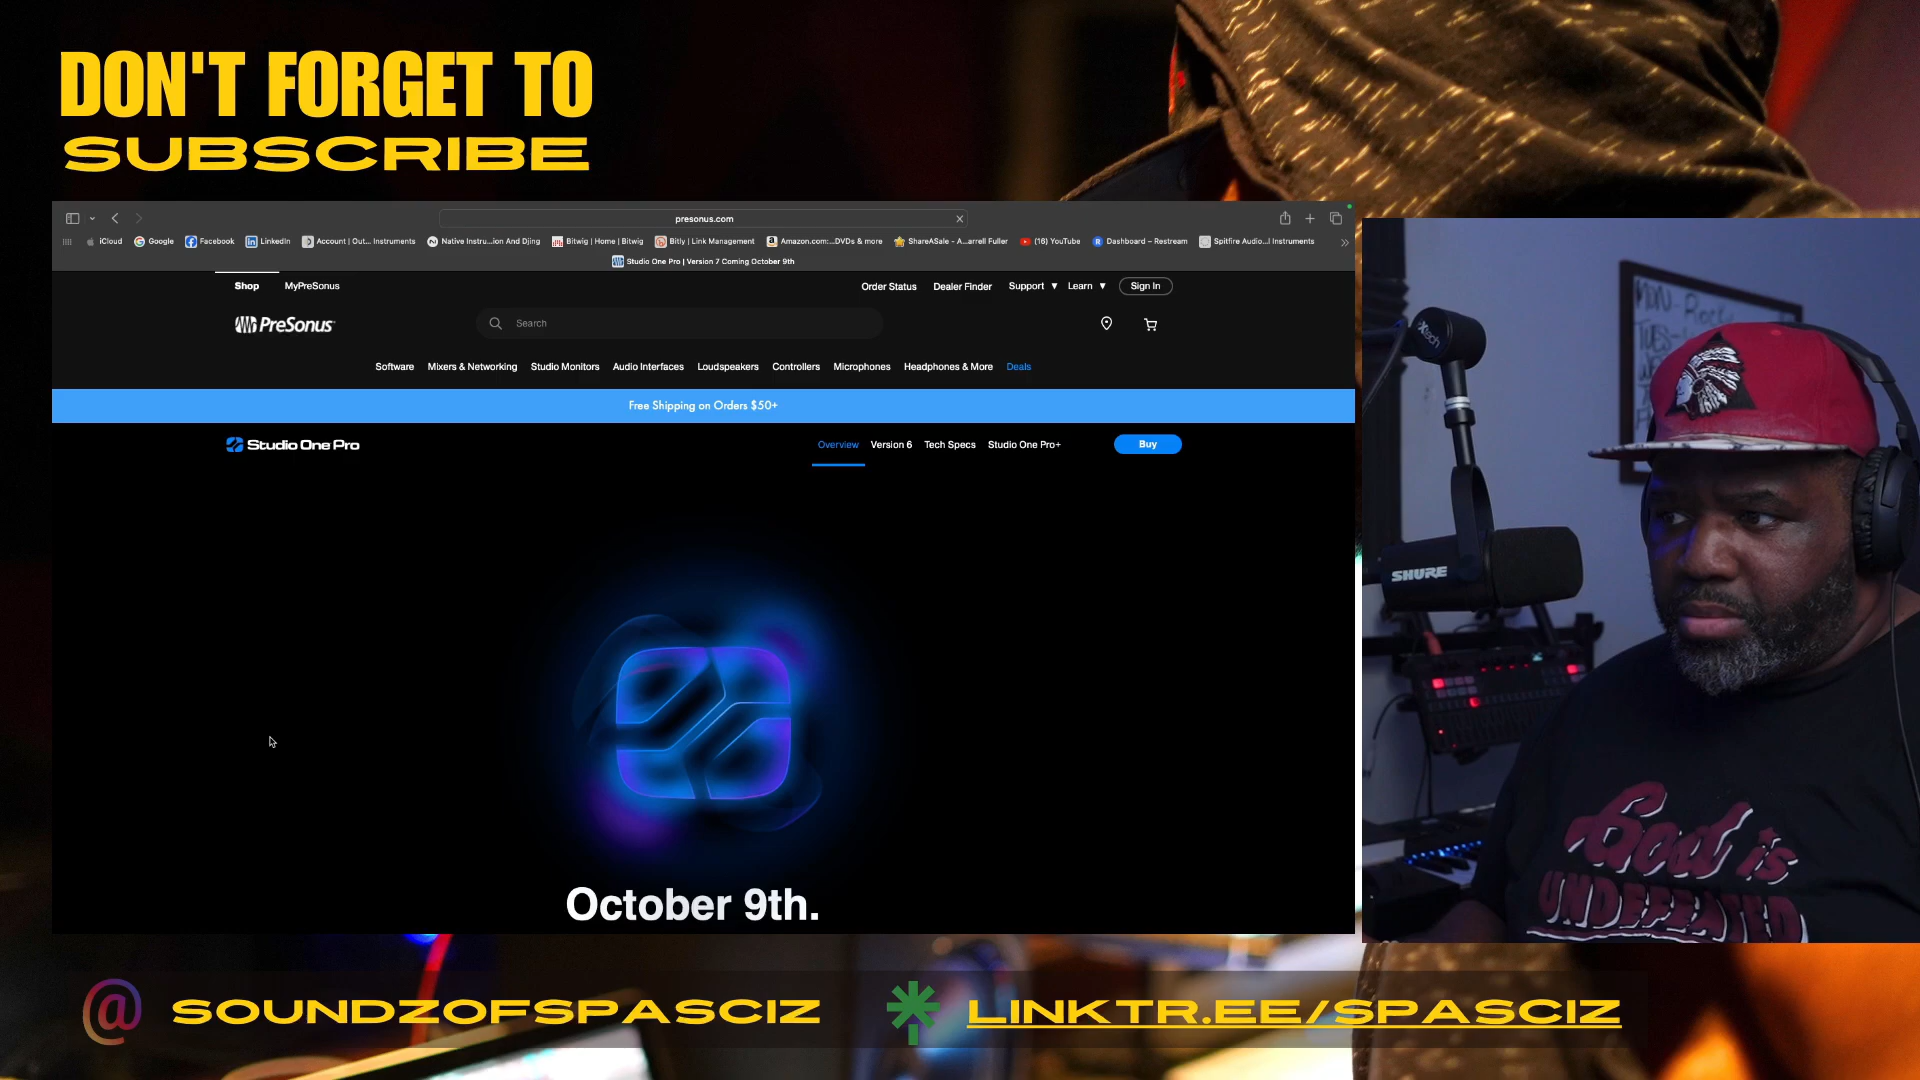 DON'T FORGET TO
SUBSCRIBE
presonus.com
iCloud Google Facebook LinkedIn Account | Out... Instruments Native Instru...ion And Djing Bitwig | Home | Bitwig Bitly | Link Management Amazon.com:...DVDs & more ShareASale - A...arrell Fuller (16) YouTube Dashboard – Restream Spitfire Audio...l Instruments
Studio One Pro | Version 7 Coming October 9th
Shop MyPreSonus Order Status Dealer Finder Support Learn Sign In
PreSonus Search
Software Mixers & Networking Studio Monitors Audio Interfaces Loudspeakers Controllers Microphones Headphones & More Deals
Free Shipping on Orders $50+
Studio One Pro Overview Version 6 Tech Specs Studio One Pro+ Buy
October 9th.
MON-
TUES-
SHURE
God is
UNDEFEATED
@ SOUNDZOFSPASCIZ LINKTR.EE/SPASCIZ